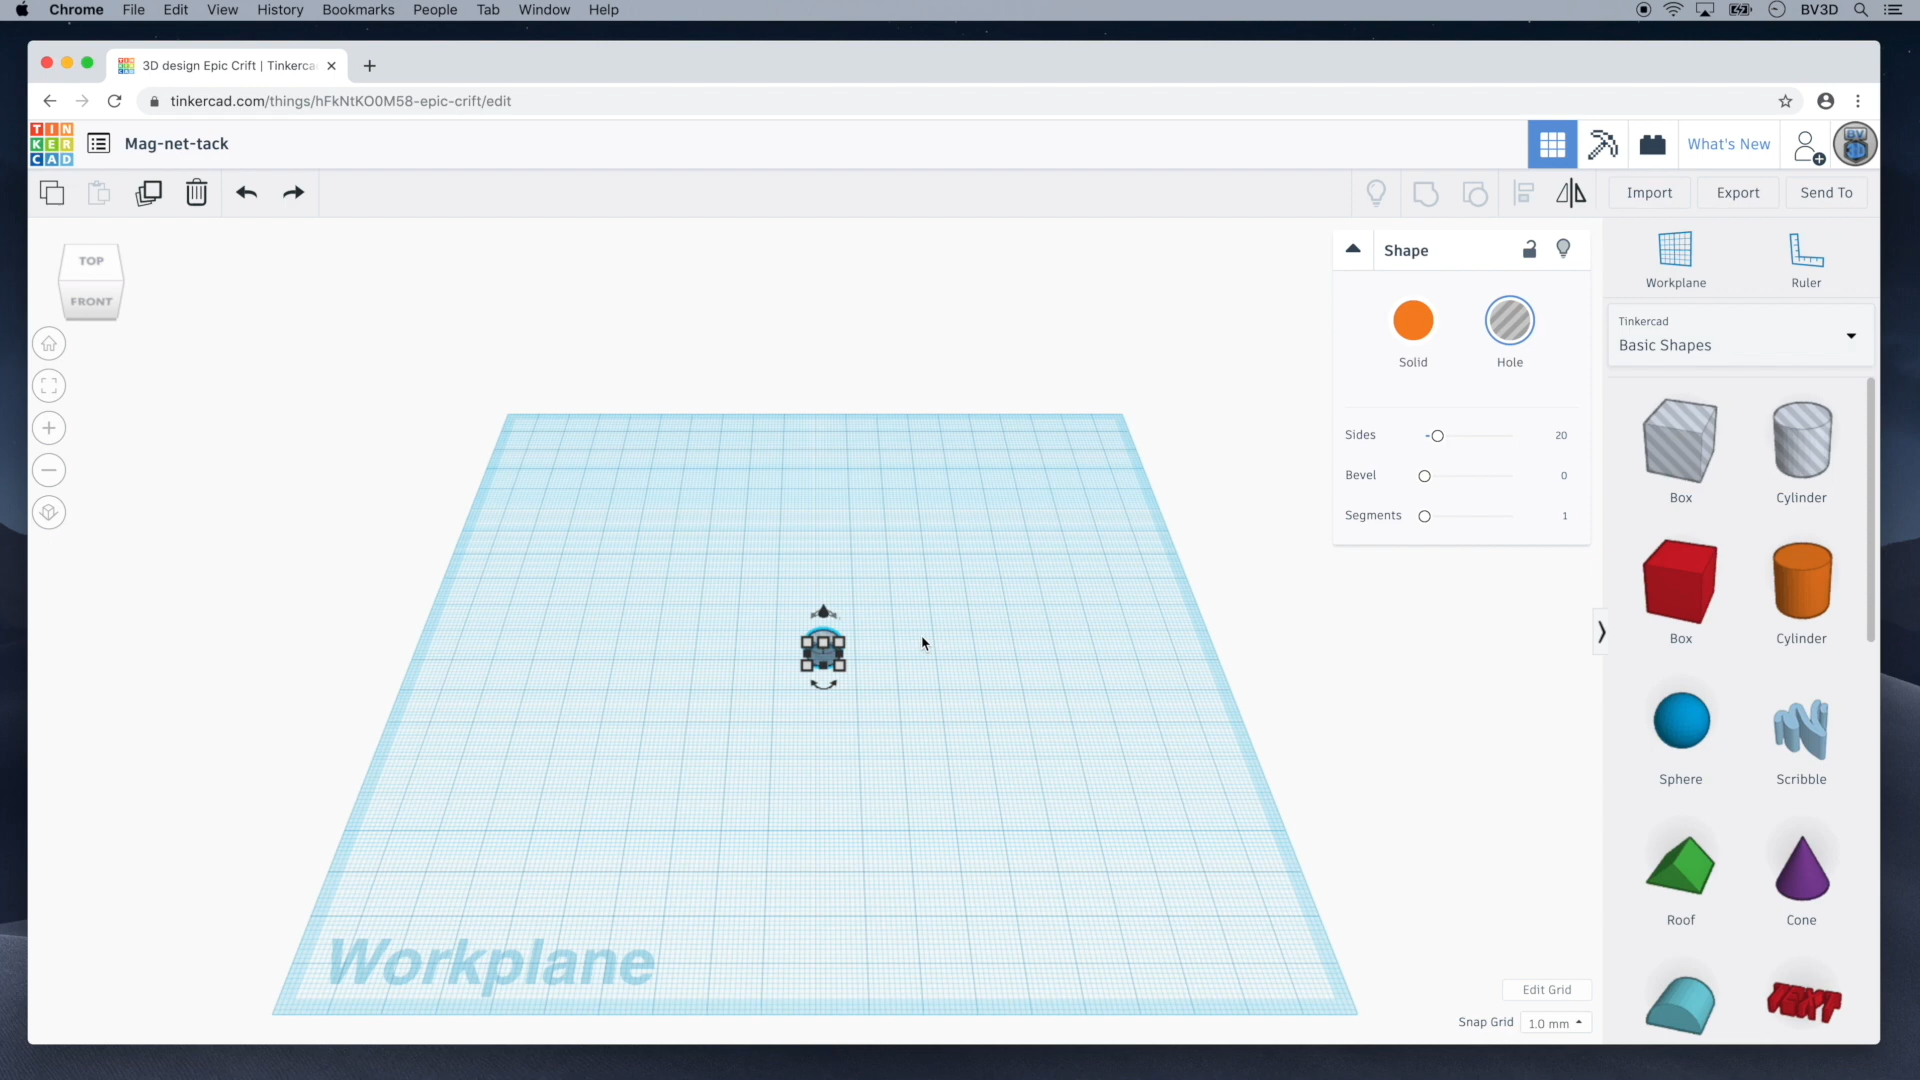 Chrome File Edit View History Bookmarks People Tab Window Help BV3D
3D design Epic Crift | Tinkerca
tinkercad.com/things/hFkNtKO0M58-epic-crift/edit
TIN
KER
CAD
Mag-net-tack
What's New
Import Export Send To
TOP
FRONT
Shape
Solid Hole
Sides 20
Bevel 0
Segments 1
Workplane Ruler
Tinkercad
Basic Shapes
Box Cylinder
Box Cylinder
Sphere Scribble
Roof Cone
TEXT
Workplane
Edit Grid
Snap Grid 1.0 mm